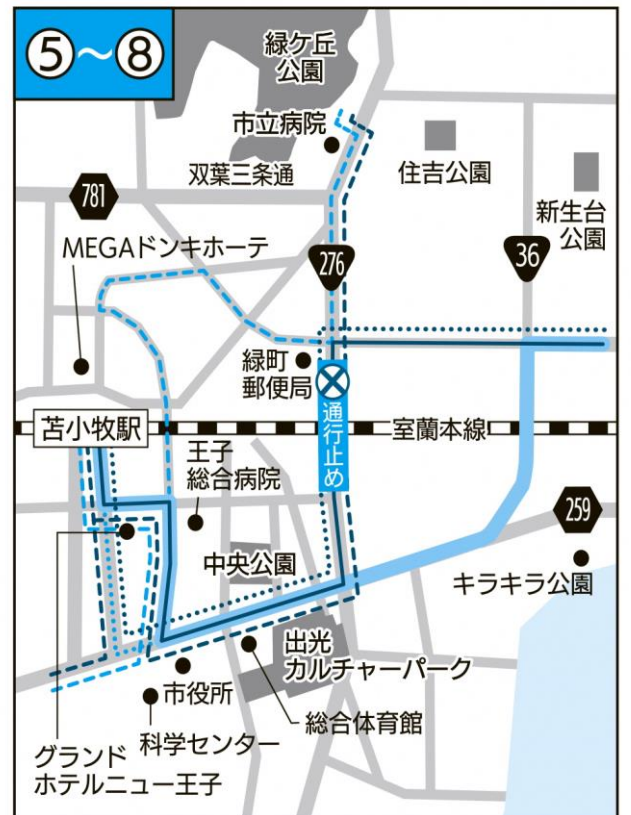 ⑤～⑧
緑ケ丘
公園
市立病院
双葉三条通
住吉公園
781
新生台
公園
MEGAドンキホーテ
276
36
緑町
郵便局
通行止め
苫小牧駅
室蘭本線
王子
総合病院
259
中央公園
キラキラ公園
出光
カルチャーパーク
市役所
総合体育館
科学センター
グランド
ホテルニュー王子